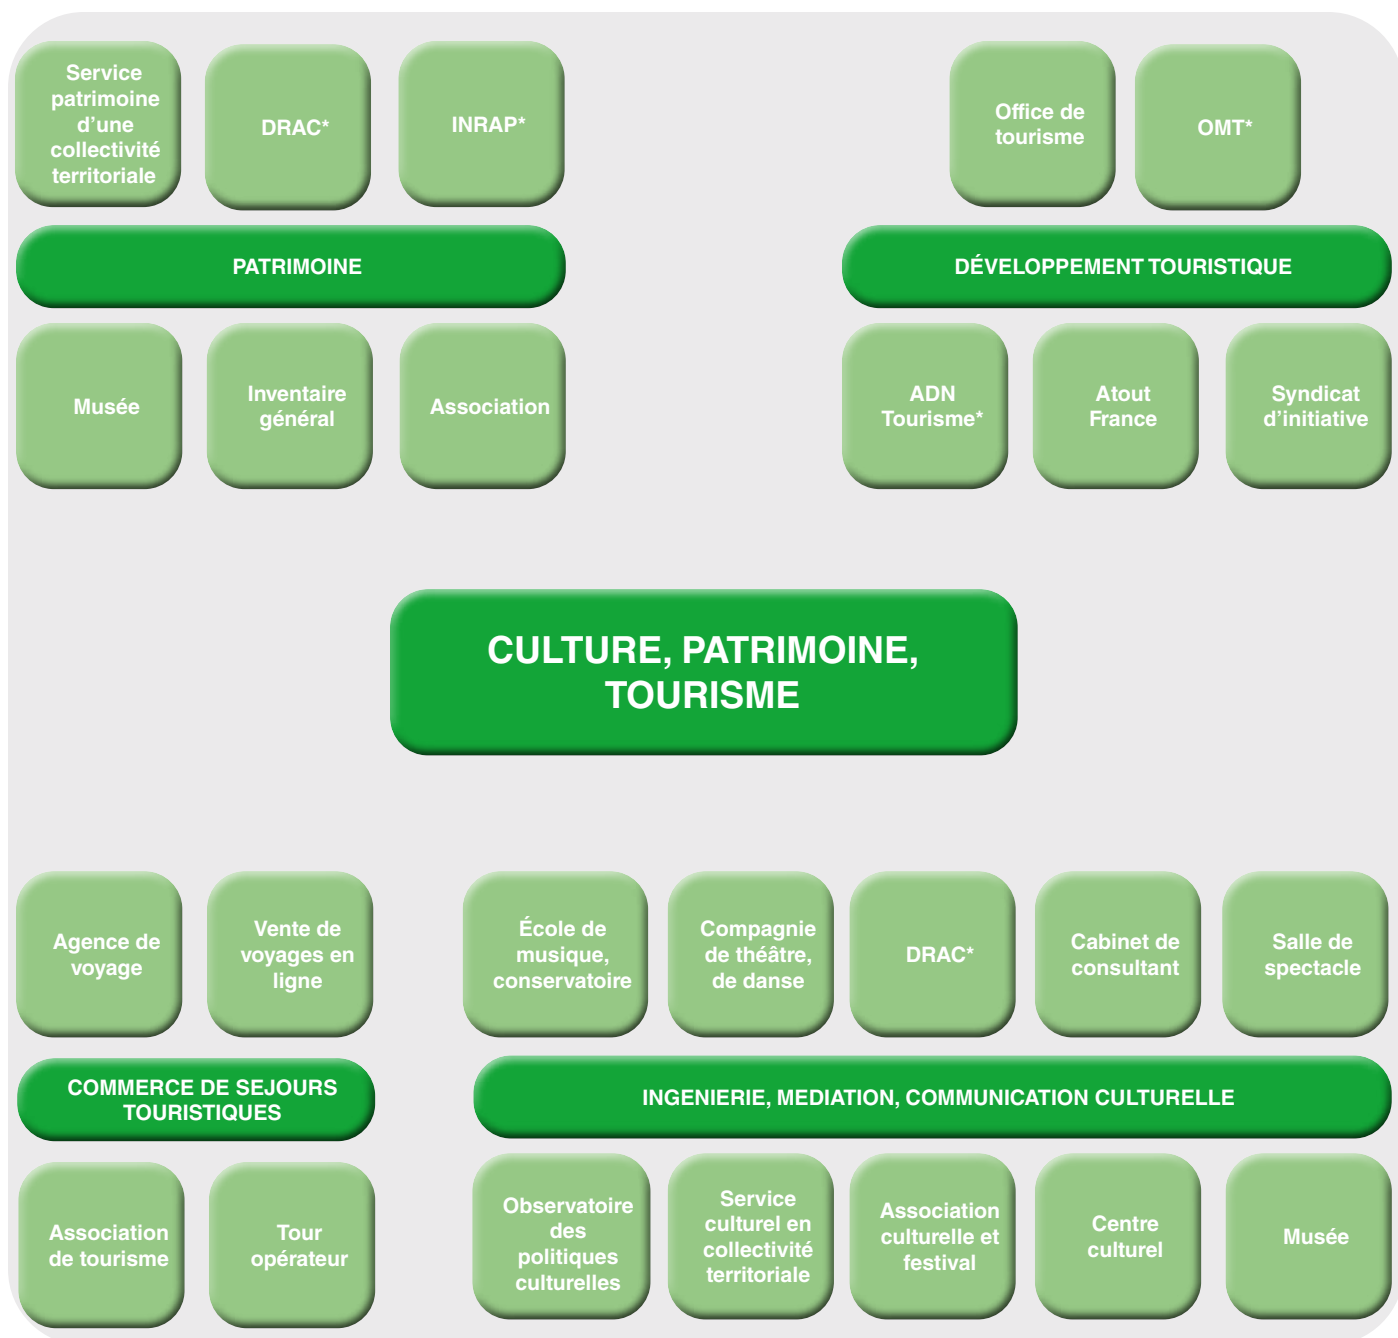 Service
patrimoine
d’une
collectivité
territoriale
DRAC*
INRAP*
Office de
tourisme
OMT*
PATRIMOINE
DÉVELOPPEMENT TOURISTIQUE
Musée
Inventaire
général
Association
ADN
Tourisme*
Atout
France
Syndicat
d’initiative
CULTURE, PATRIMOINE,
TOURISME
Agence de
voyage
Vente de
voyages en
ligne
École de
musique,
conservatoire
Compagnie
de théâtre,
de danse
DRAC*
Cabinet de
consultant
Salle de
spectacle
COMMERCE DE SEJOURS
TOURISTIQUES
INGENIERIE, MEDIATION, COMMUNICATION CULTURELLE
Association
de tourisme
Tour
opérateur
Observatoire
des
politiques
culturelles
Service
culturel en
collectivité
territoriale
Association
culturelle et
festival
Centre
culturel
Musée